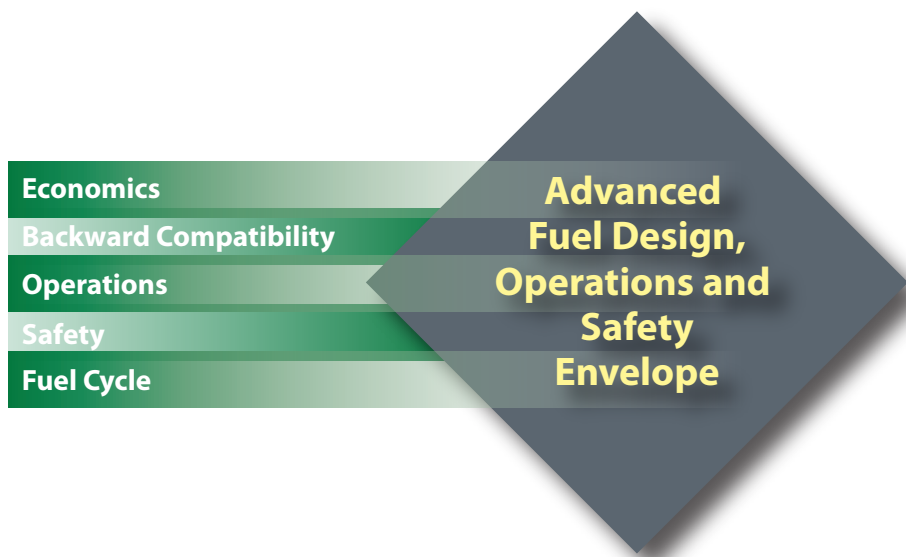 Economics
Backward Compatibility
Operations
Safety
Fuel Cycle
Advanced
Fuel Design,
Operations and
Safety
Envelope